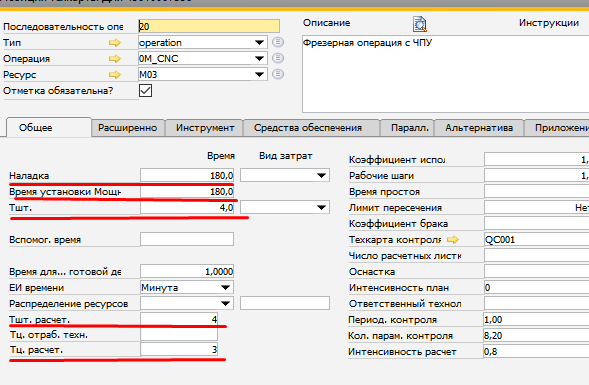 Последовательность опе 20
Тип operation
Операция 0M_CNC
Ресурс M03
Отметка обязательна?
Описание Инструкции
Фрезерная операция с ЧПУ
Общее Расширенно Инструмент Средства обеспечения Паралл. Альтернатива Приложени
Время Вид затрат
Наладка 180,0
Время установки Мощн 180,0
Тшт. 4,0
Вспомог. время
Время для... готовой де 1,0000
ЕИ времени Минута
Распределение ресурсов
Тшт. расчет. 4
Тц. отраб. техн.
Тц. расчет. 3
Коэффициент испол 1,
Рабочие шаги 1,
Время простоя
Лимит пересечения Нет
Коэффициент брака
Техкарта контроля QC001
Число расчетных листк
Оснастка
Интенсивность план 0
Ответственный технол
Период. контроля 1,00
Кол. парам. контроля 8,20
Интенсивность расчет 0,8